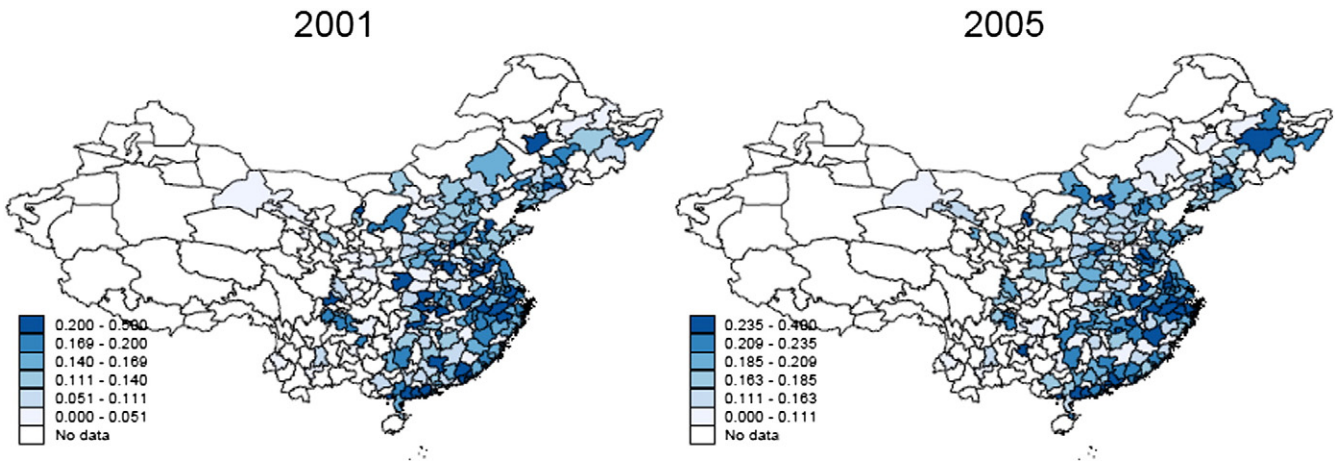 2001
2005
0.200 - 0.500
0.169 - 0.200
0.140 - 0.169
0.111 - 0.140
0.051 - 0.111
0.000 - 0.051
No data
0.235 - 0.400
0.209 - 0.235
0.185 - 0.209
0.163 - 0.185
0.111 - 0.163
0.000 - 0.111
No data